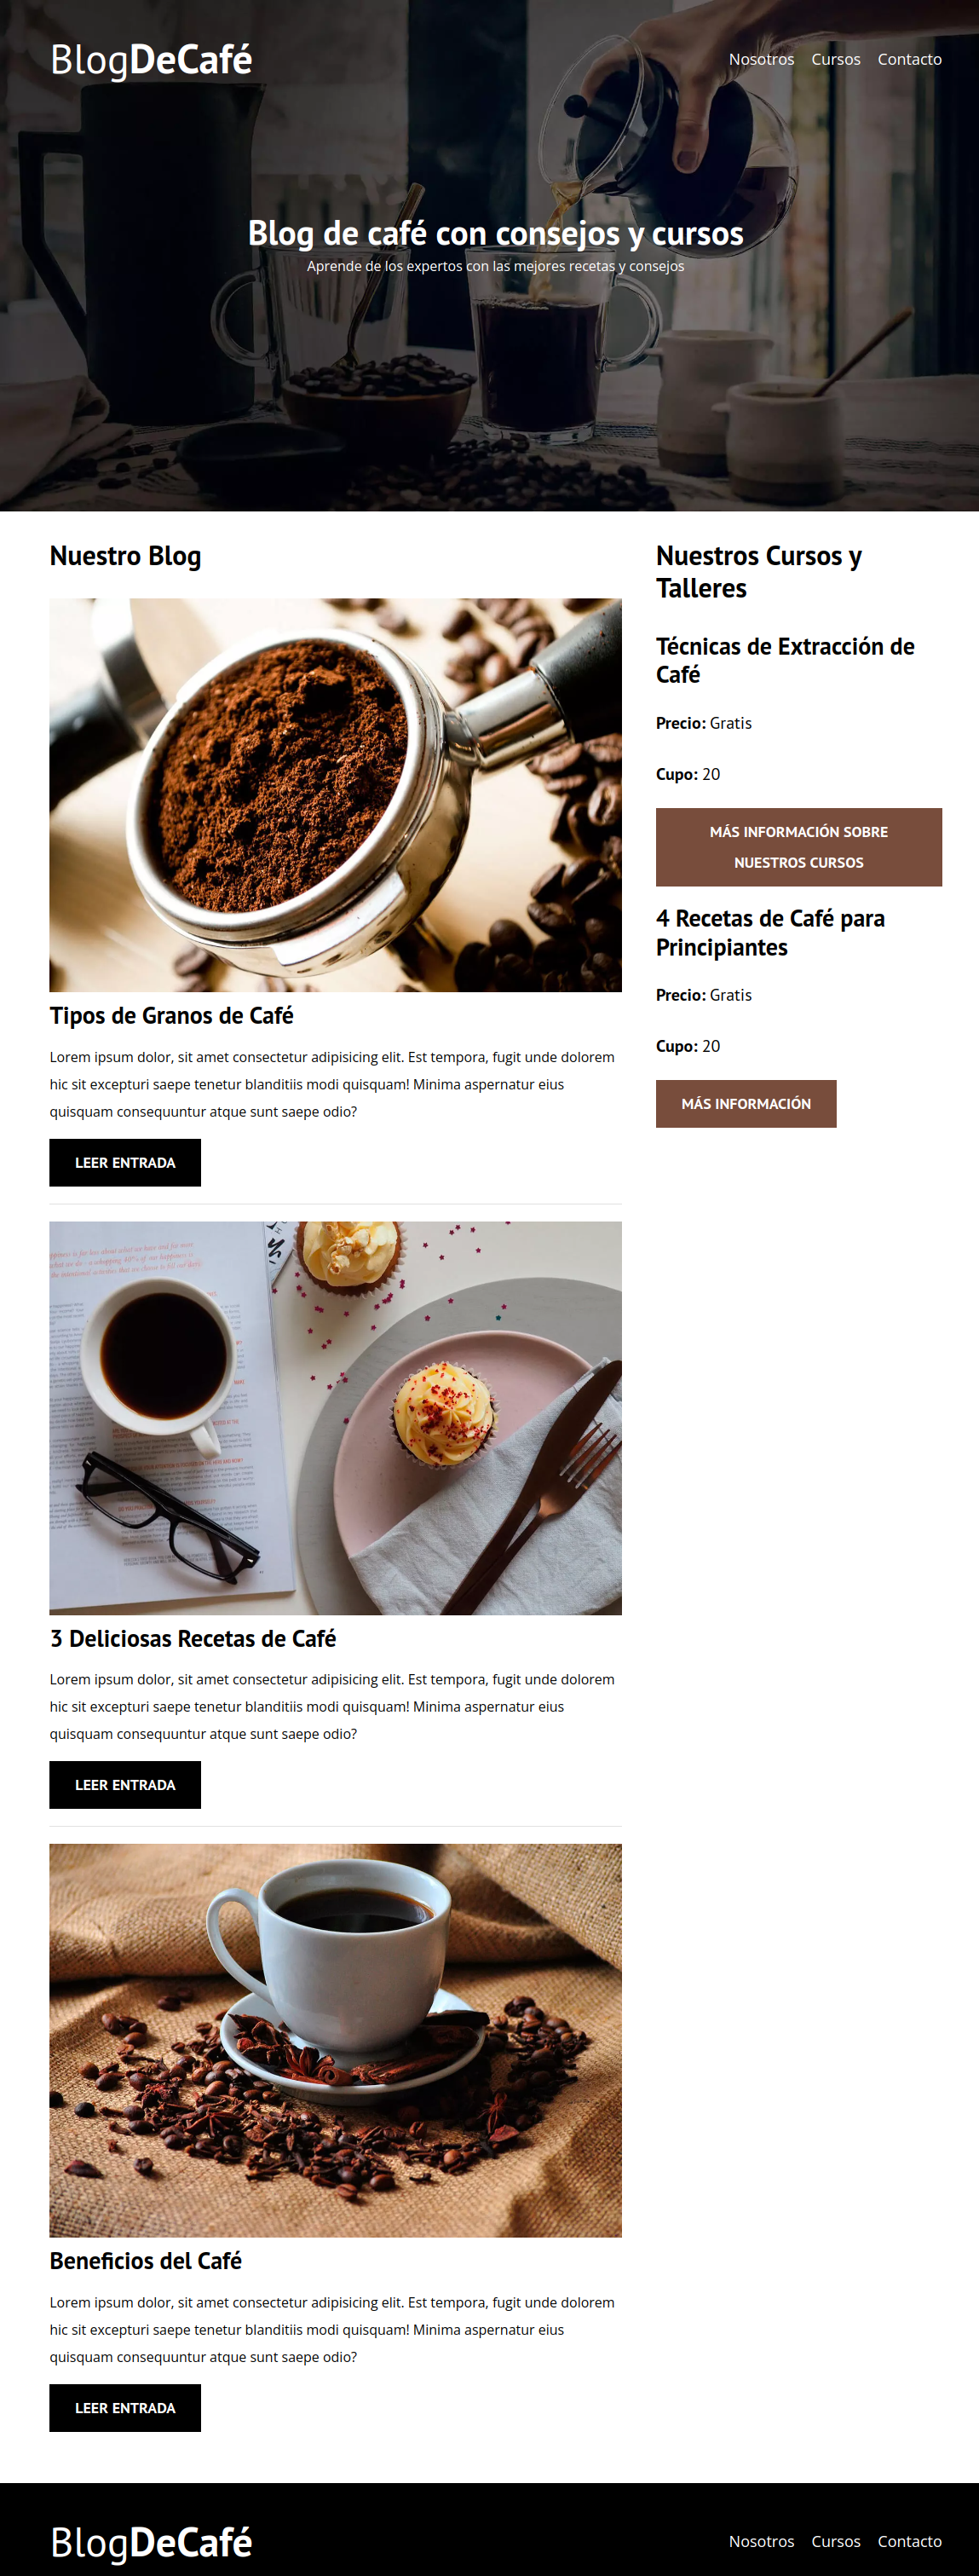 BlogDeCafé
Nosotros Cursos Contacto
Blog de café con consejos y cursos
Aprende de los expertos con las mejores recetas y consejos
Nuestro Blog
Tipos de Granos de Café
Lorem ipsum dolor, sit amet consectetur adipisicing elit. Est tempora, fugit unde dolorem
hic sit excepturi saepe tenetur blanditiis modi quisquam! Minima aspernatur eius
quisquam consequuntur atque sunt saepe odio?
LEER ENTRADA
3 Deliciosas Recetas de Café
Lorem ipsum dolor, sit amet consectetur adipisicing elit. Est tempora, fugit unde dolorem
hic sit excepturi saepe tenetur blanditiis modi quisquam! Minima aspernatur eius
quisquam consequuntur atque sunt saepe odio?
LEER ENTRADA
Beneficios del Café
Lorem ipsum dolor, sit amet consectetur adipisicing elit. Est tempora, fugit unde dolorem
hic sit excepturi saepe tenetur blanditiis modi quisquam! Minima aspernatur eius
quisquam consequuntur atque sunt saepe odio?
LEER ENTRADA
Nuestros Cursos y
Talleres
Técnicas de Extracción de
Café
Precio: Gratis
Cupo: 20
MÁS INFORMACIÓN SOBRE
NUESTROS CURSOS
4 Recetas de Café para
Principiantes
Precio: Gratis
Cupo: 20
MÁS INFORMACIÓN
BlogDeCafé
Nosotros Cursos Contacto